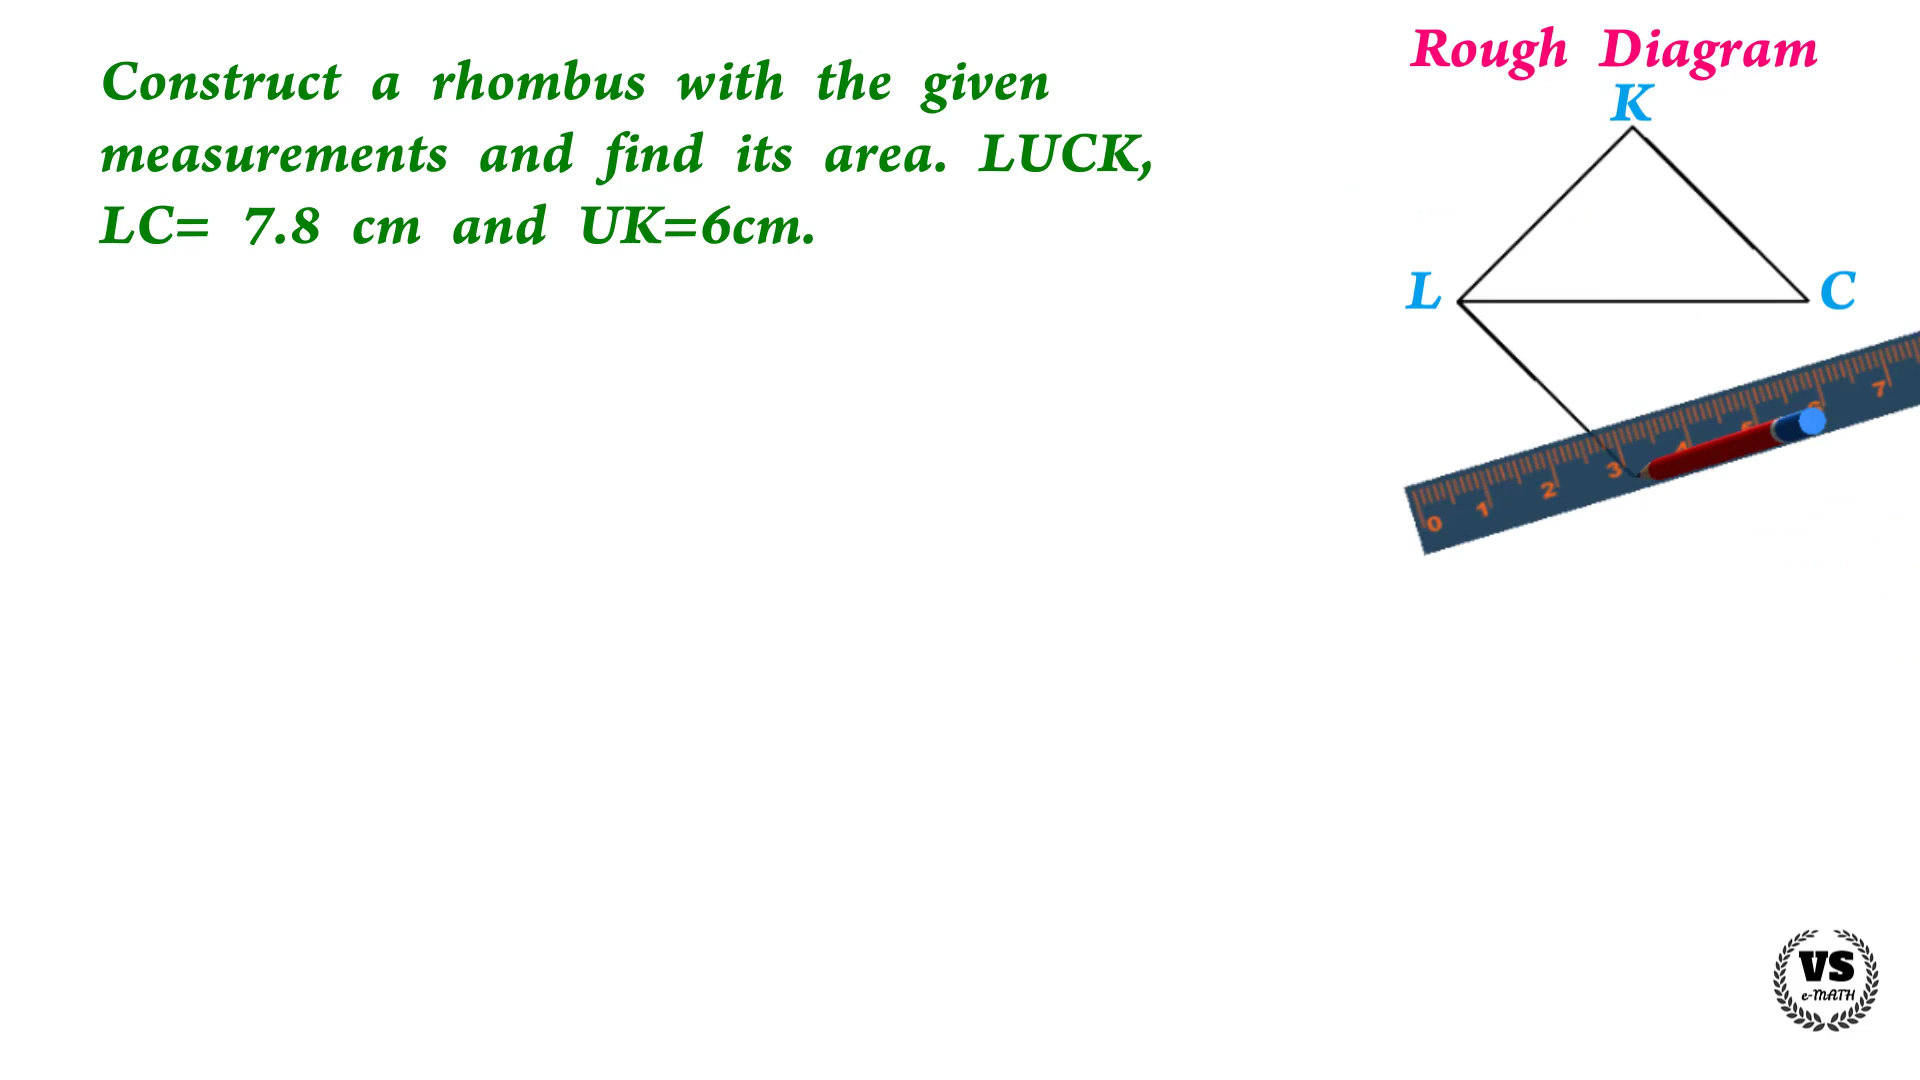 Construct a rhombus with the given
measurements and find its area. LUCK,
LC= 7.8 cm and UK=6cm.
Rough Diagram
K
L
C
0 1 2 3 4 5 6 7
VS
e-MATH